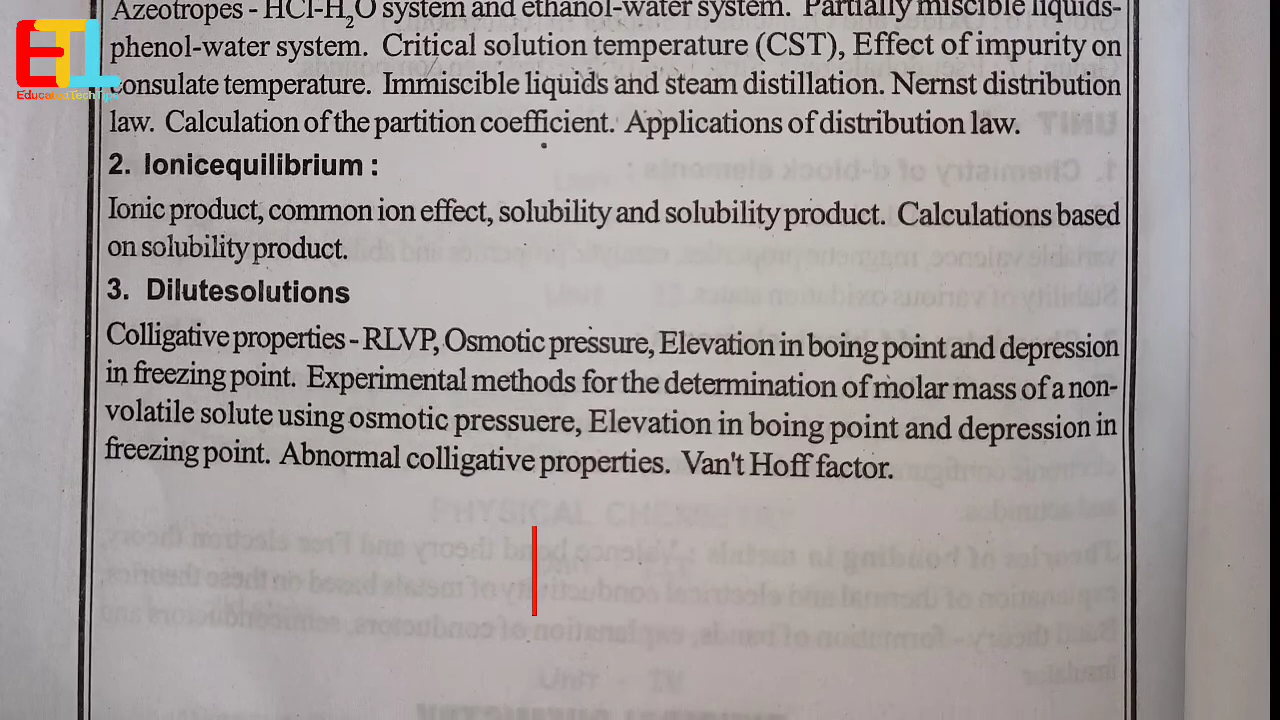 Azeotropes - HCl-H₂O system and ethanol-water system. Partially miscible liquids-
phenol-water system. Critical solution temperature (CST), Effect of impurity on
consulate temperature. Immiscible liquids and steam distillation. Nernst distribution
law. Calculation of the partition coefficient. Applications of distribution law.
2. Ionicequilibrium :
Ionic product, common ion effect, solubility and solubility product. Calculations based
on solubility product.
3. Dilutesolutions
Colligative properties - RLVP, Osmotic pressure, Elevation in boing point and depression
in freezing point. Experimental methods for the determination of molar mass of a non-
volatile solute using osmotic pressuere, Elevation in boing point and depression in
freezing point. Abnormal colligative properties. Van't Hoff factor.
ETL